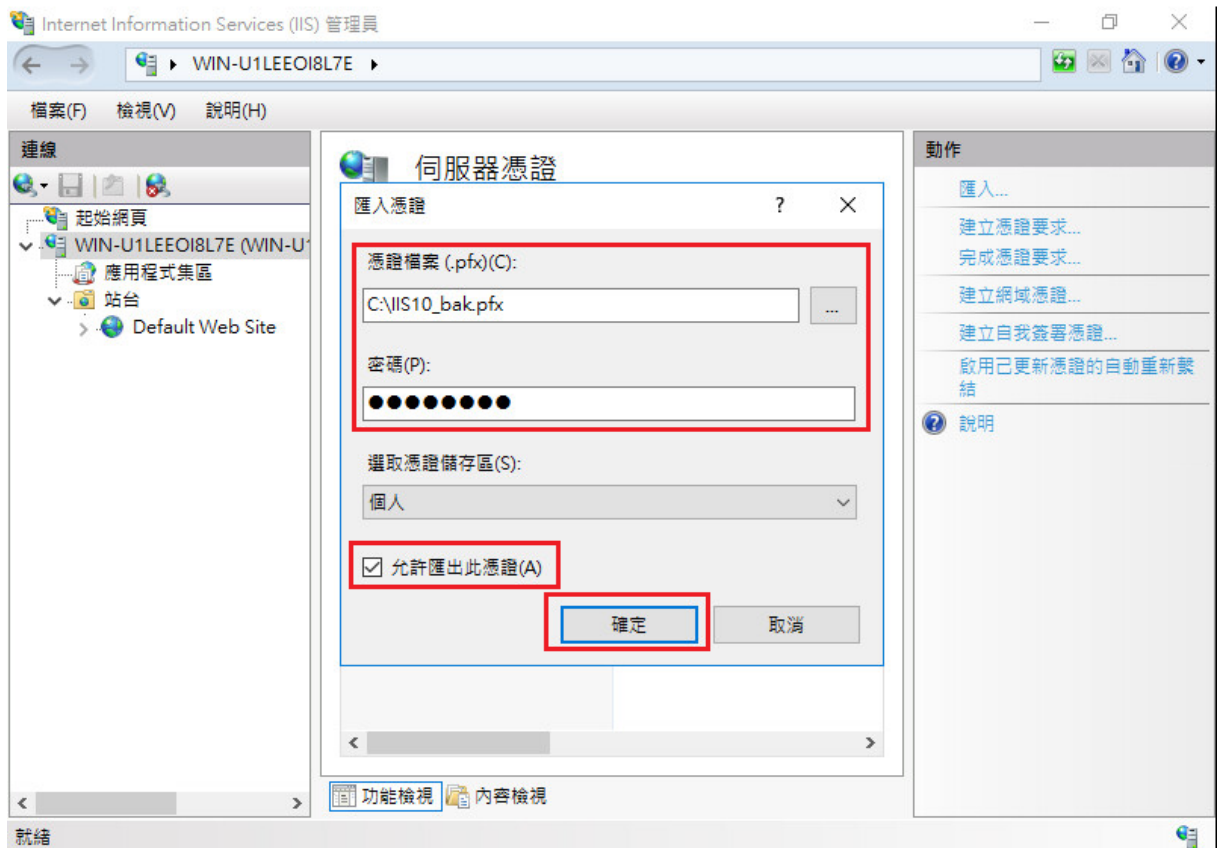 Internet Information Services (IIS) 管理員
WIN-U1LEEOI8L7E
檔案(F) 檢視(V) 說明(H)
連線
起始網頁
WIN-U1LEEOI8L7E (WIN-U1
應用程式集區
站台
Default Web Site
伺服器憑證
匯入憑證
憑證檔案 (.pfx)(C):
C:\IIS10_bak.pfx
...
密碼(P):
●●●●●●●●
選取憑證儲存區(S):
個人
允許匯出此憑證(A)
確定 取消
功能檢視 內容檢視
動作
匯入...
建立憑證要求...
完成憑證要求...
建立網域憑證...
建立自我簽署憑證...
啟用已更新憑證的自動重新繫
結
說明
就緒